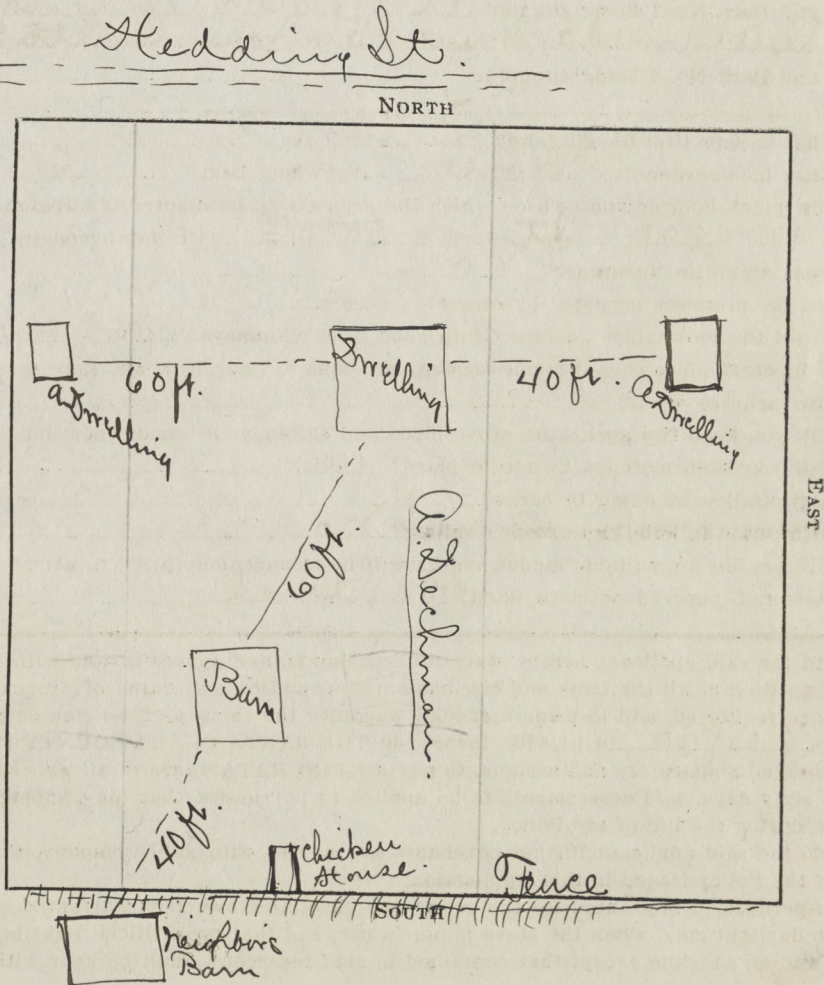 Hedding St.
NORTH
60 ft.
Dwelling
40 ft.
A Dwelling
A Dwelling
EAST
60 ft.
A. Dechmann
Barn
40 ft.
Chicken
House.
Fence
SOUTH
Neighbors
Barn